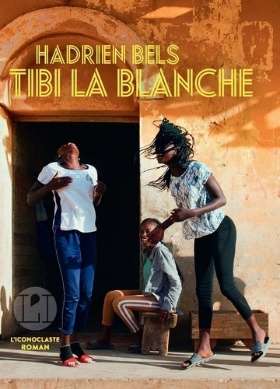 HADRIEN BELS
TIBI LA BLANCHE
L'ICONOCLASTE
ROMAN